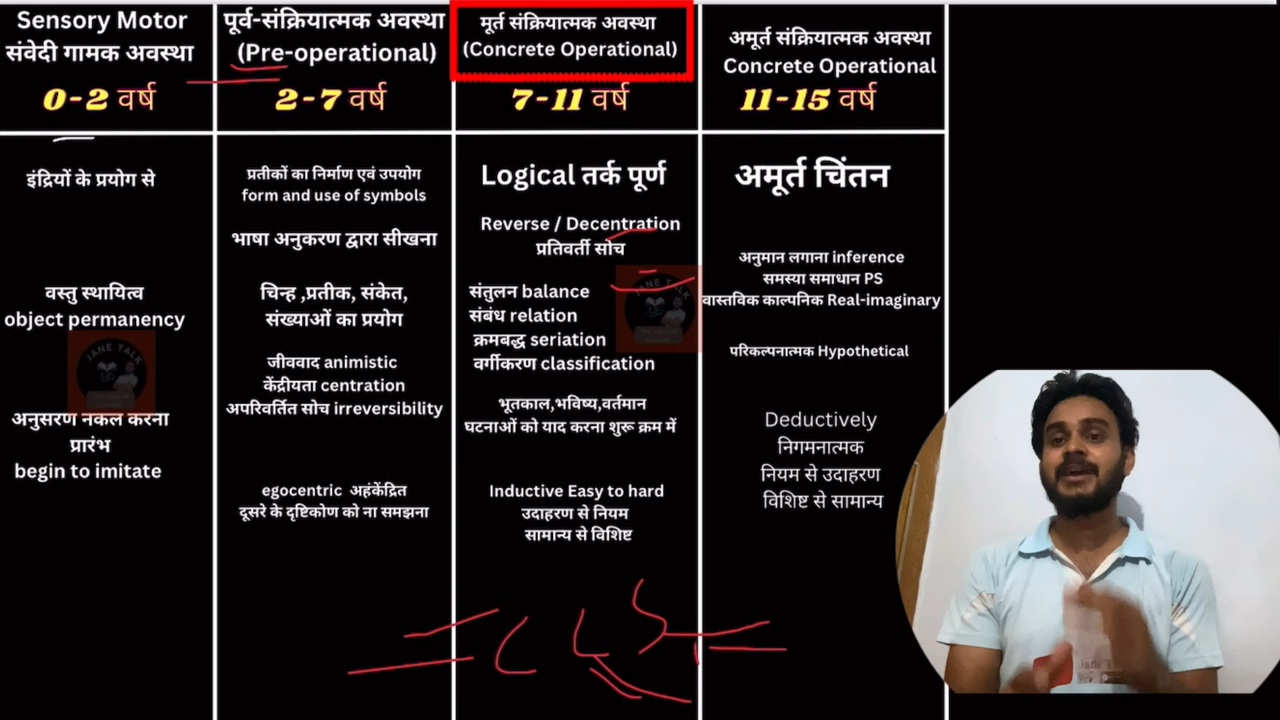 Sensory Motor
संवेदी गामक अवस्था
0-2 वर्ष
इंद्रियों के प्रयोग से
वस्तु स्थायित्व
object permanency
अनुसरण नकल करना
प्रारंभ
begin to imitate
पूर्व-संक्रियात्मक अवस्था
(Pre-operational)
2-7 वर्ष
प्रतीकों का निर्माण एवं उपयोग
form and use of symbols
भाषा अनुकरण द्वारा सीखना
चिन्ह ,प्रतीक, संकेत,
संख्याओं का प्रयोग
जीववाद animistic
केंद्रीयता centration
अपरिवर्तित सोच irreversibility
egocentric अहंकेंद्रित
दूसरे के दृष्टिकोण को ना समझना
मूर्त संक्रियात्मक अवस्था
(Concrete Operational)
7-11 वर्ष
Logical तर्क पूर्ण
Reverse / Decentration
प्रतिवर्ती सोच
संतुलन balance
संबंध relation
क्रमबद्ध seriation
वर्गीकरण classification
भूतकाल,भविष्य,वर्तमान
घटनाओं को याद करना शुरू क्रम में
Inductive Easy to hard
उदाहरण से नियम
सामान्य से विशिष्ट
अमूर्त संक्रियात्मक अवस्था
Concrete Operational
11-15 वर्ष
अमूर्त चिंतन
अनुमान लगाना inference
समस्या समाधान PS
वास्तविक काल्पनिक Real-imaginary
परिकल्पनात्मक Hypothetical
Deductively
निगमनात्मक
नियम से उदाहरण
विशिष्ट से सामान्य
JANE TALK
JANE TALK